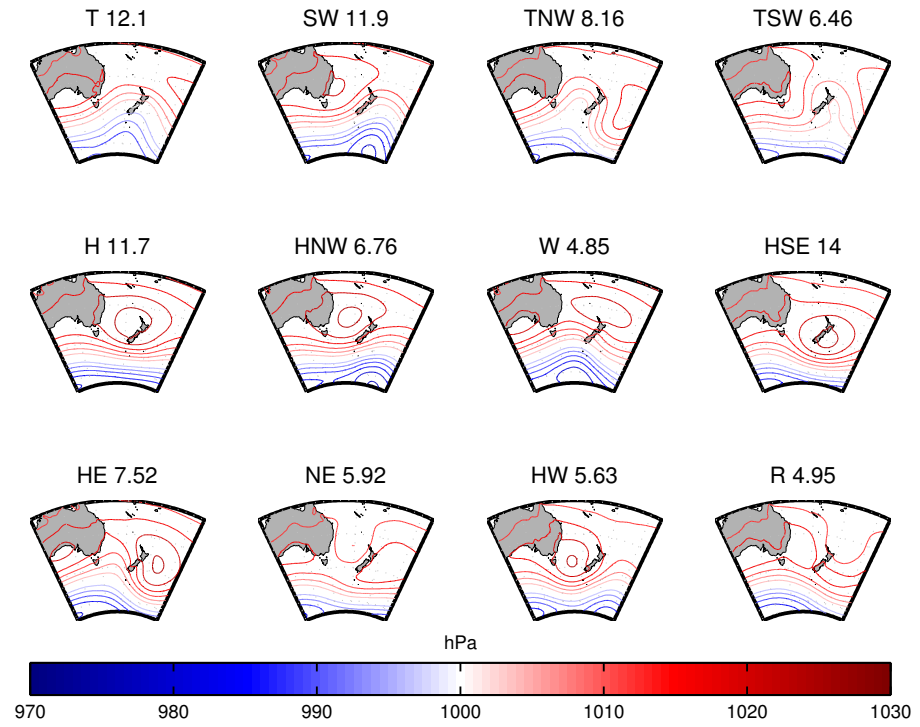 T 12.1
SW 11.9
TNW 8.16
TSW 6.46
H 11.7
HNW 6.76
W 4.85
HSE 14
HE 7.52
NE 5.92
HW 5.63
R 4.95
hPa
970 980 990 1000 1010 1020 1030